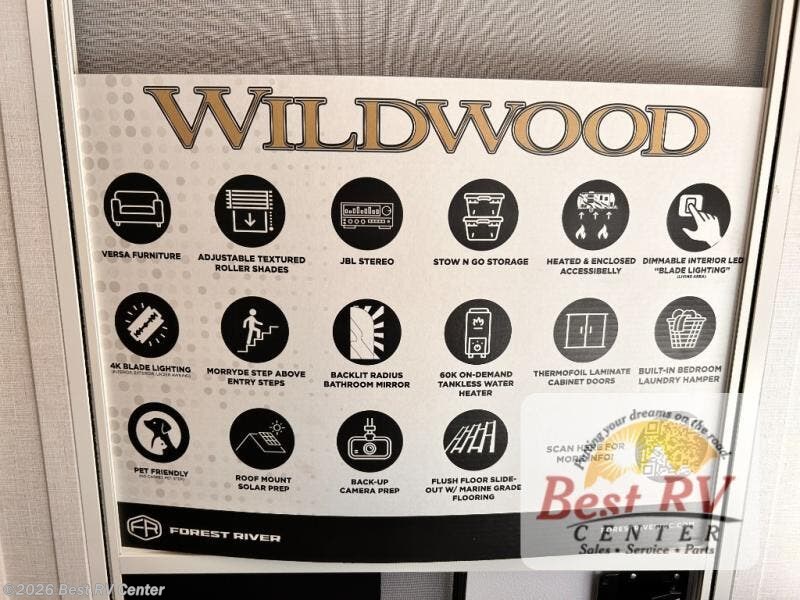 WILDWOOD
VERSA FURNITURE
ADJUSTABLE TEXTURED
ROLLER SHADES
JBL STEREO
STOW N GO STORAGE
HEATED & ENCLOSED
ACCESSIBELLY
DIMMABLE INTERIOR LED
"BLADE LIGHTING"
(LIVING AREA)
4K BLADE LIGHTING
MORRYDE STEP ABOVE
ENTRY STEPS
BACKLIT RADIUS
BATHROOM MIRROR
60K ON-DEMAND
TANKLESS WATER
HEATER
THERMOFOIL LAMINATE
CABINET DOORS
BUILT-IN BEDROOM
LAUNDRY HAMPER
PET FRIENDLY
ROOF MOUNT
SOLAR PREP
BACK-UP
CAMERA PREP
FLUSH FLOOR SLIDE-
OUT W/ MARINE GRADE
FLOORING
SCAN HERE FOR
MORE INFO!
Putting your dreams on the road!
Best RV
CENTER
Sales • Service • Parts
FR FOREST RIVER
FORESTRIVERINC.COM
©2026 Best RV Center